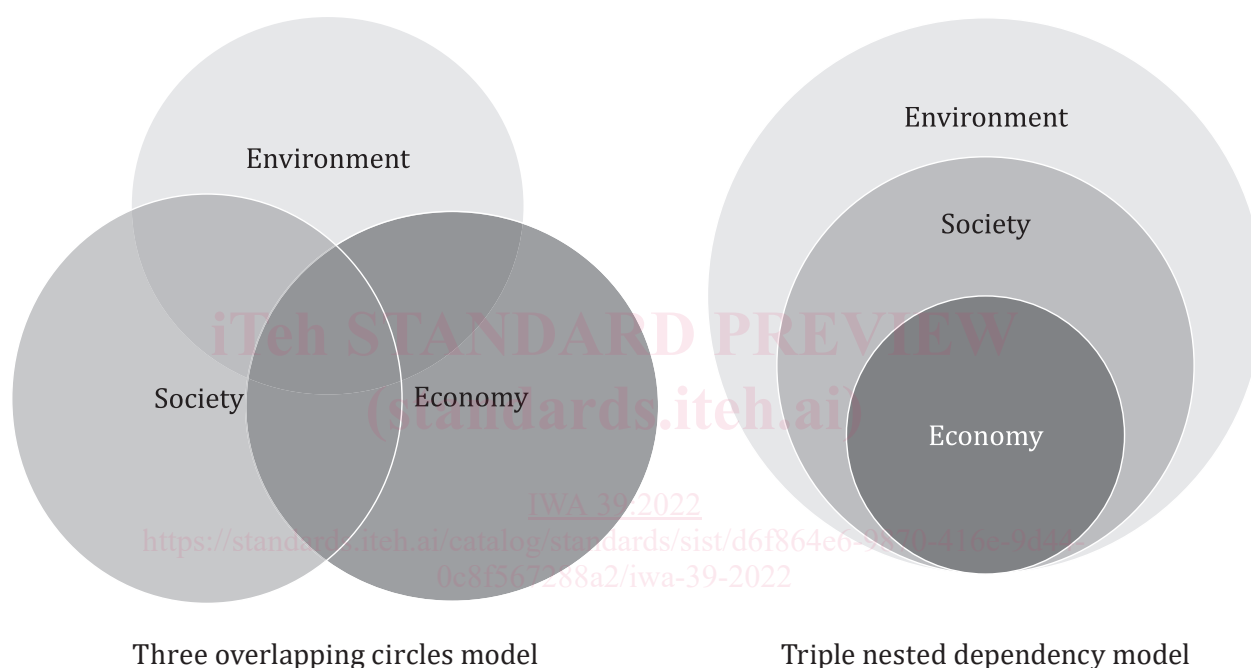 Environment
Society
Economy
Three overlapping circles model
Environment
Society
Economy
Triple nested dependency model
iTeh STANDARD PREVIEW
(standards.iteh.ai)
IWA 39:2022
https://standards.iteh.ai/catalog/standards/sist/d6f864e6-9870-416c-9d44-
0c8f567288a2/iwa-39-2022